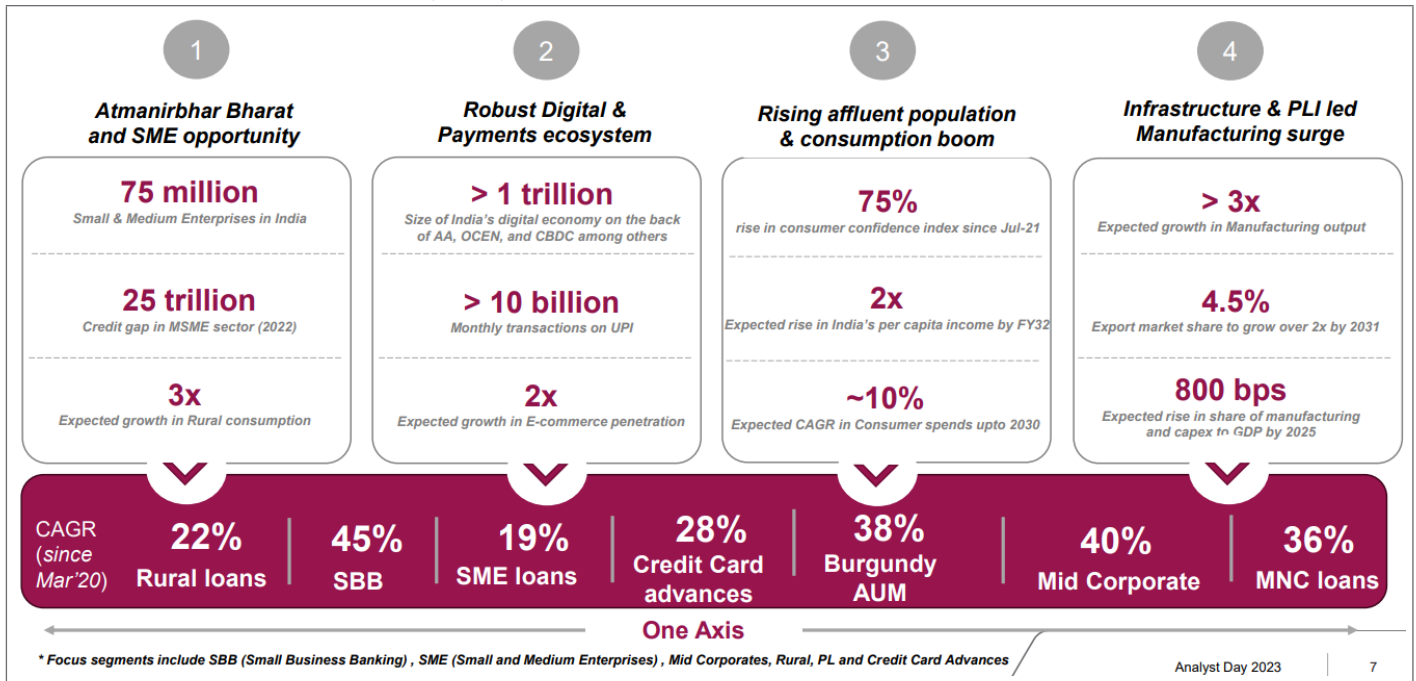 1
Atmanirbhar Bharat
and SME opportunity
75 million
Small & Medium Enterprises in India
25 trillion
Credit gap in MSME sector (2022)
3x
Expected growth in Rural consumption
2
Robust Digital &
Payments ecosystem
> 1 trillion
Size of India's digital economy on the back
of AA, OCEN, and CBDC among others
> 10 billion
Monthly transactions on UPI
2x
Expected growth in E-commerce penetration
3
Rising affluent population
& consumption boom
75%
rise in consumer confidence index since Jul-21
2x
Expected rise in India's per capita income by FY32
~10%
Expected CAGR in Consumer spends upto 2030
4
Infrastructure & PLI led
Manufacturing surge
> 3x
Expected growth in Manufacturing output
4.5%
Export market share to grow over 2x by 2031
800 bps
Expected rise in share of manufacturing
and capex to GDP by 2025
CAGR
(since
Mar'20)
22%
Rural loans
45%
SBB
19%
SME loans
28%
Credit Card
advances
38%
Burgundy
AUM
40%
Mid Corporate
36%
MNC loans
One Axis
* Focus segments include SBB (Small Business Banking) , SME (Small and Medium Enterprises) , Mid Corporates, Rural, PL and Credit Card Advances
Analyst Day 2023
7